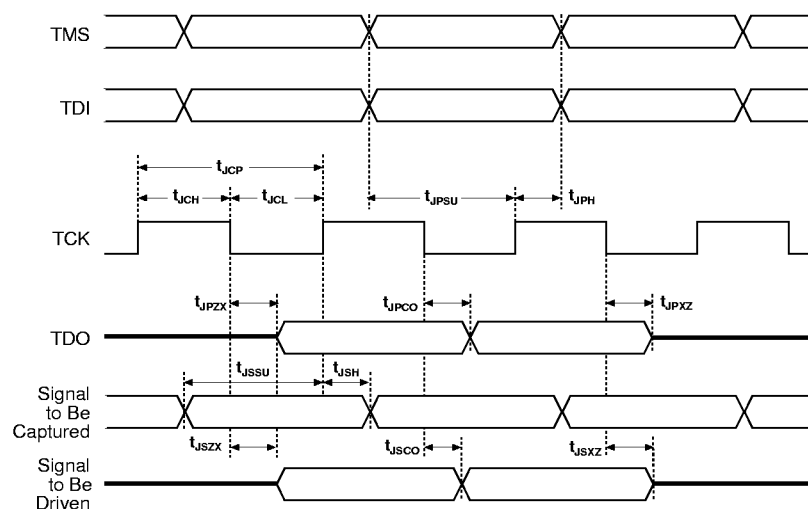 TMS
TDI
tJCP
tJCH
tJCL
tJPSU
tJPH
TCK
tJPZX
tJPCO
tJPXZ
TDO
tJSSU
tJSH
Signal
to Be
Captured
tJSZX
tJSCO
tJSXZ
Signal
to Be
Driven